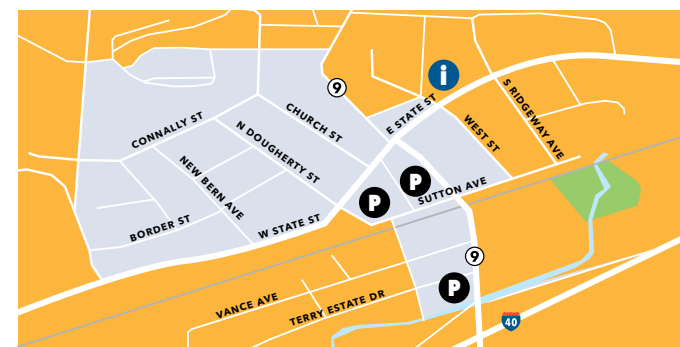 i
9
E STATE ST
S RIDGEWAY AVE
CHURCH ST
CONNALLY ST
WEST ST
N DOUGHERTY ST
NEW BERN AVE
P
P
SUTTON AVE
BORDER ST
W STATE ST
9
P
VANCE AVE
TERRY ESTATE DR
40